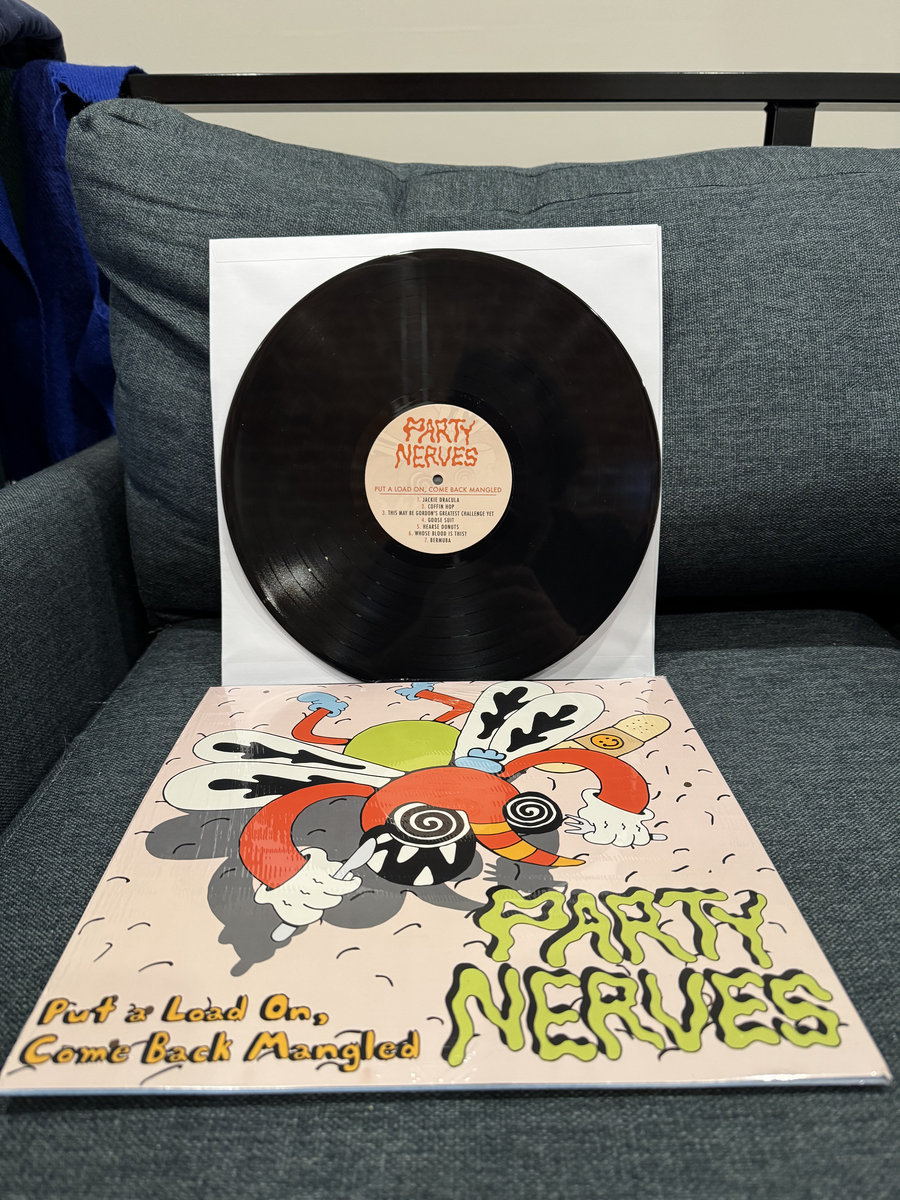 PARTY
NERVES
PUT A LOAD ON, COME BACK MANGLED
1. JACKIE DRACULA
2. COFFIN HOP
3. THIS MAY BE GORDON'S GREATEST CHALLENGE YET
4. GOOSE SUIT
5. HEARSE DONUTS
6. WHOSE BLOOD IS THIS?
7. BERMUBA
PARTY
NERVES
Put a Load On,
Come Back Mangled